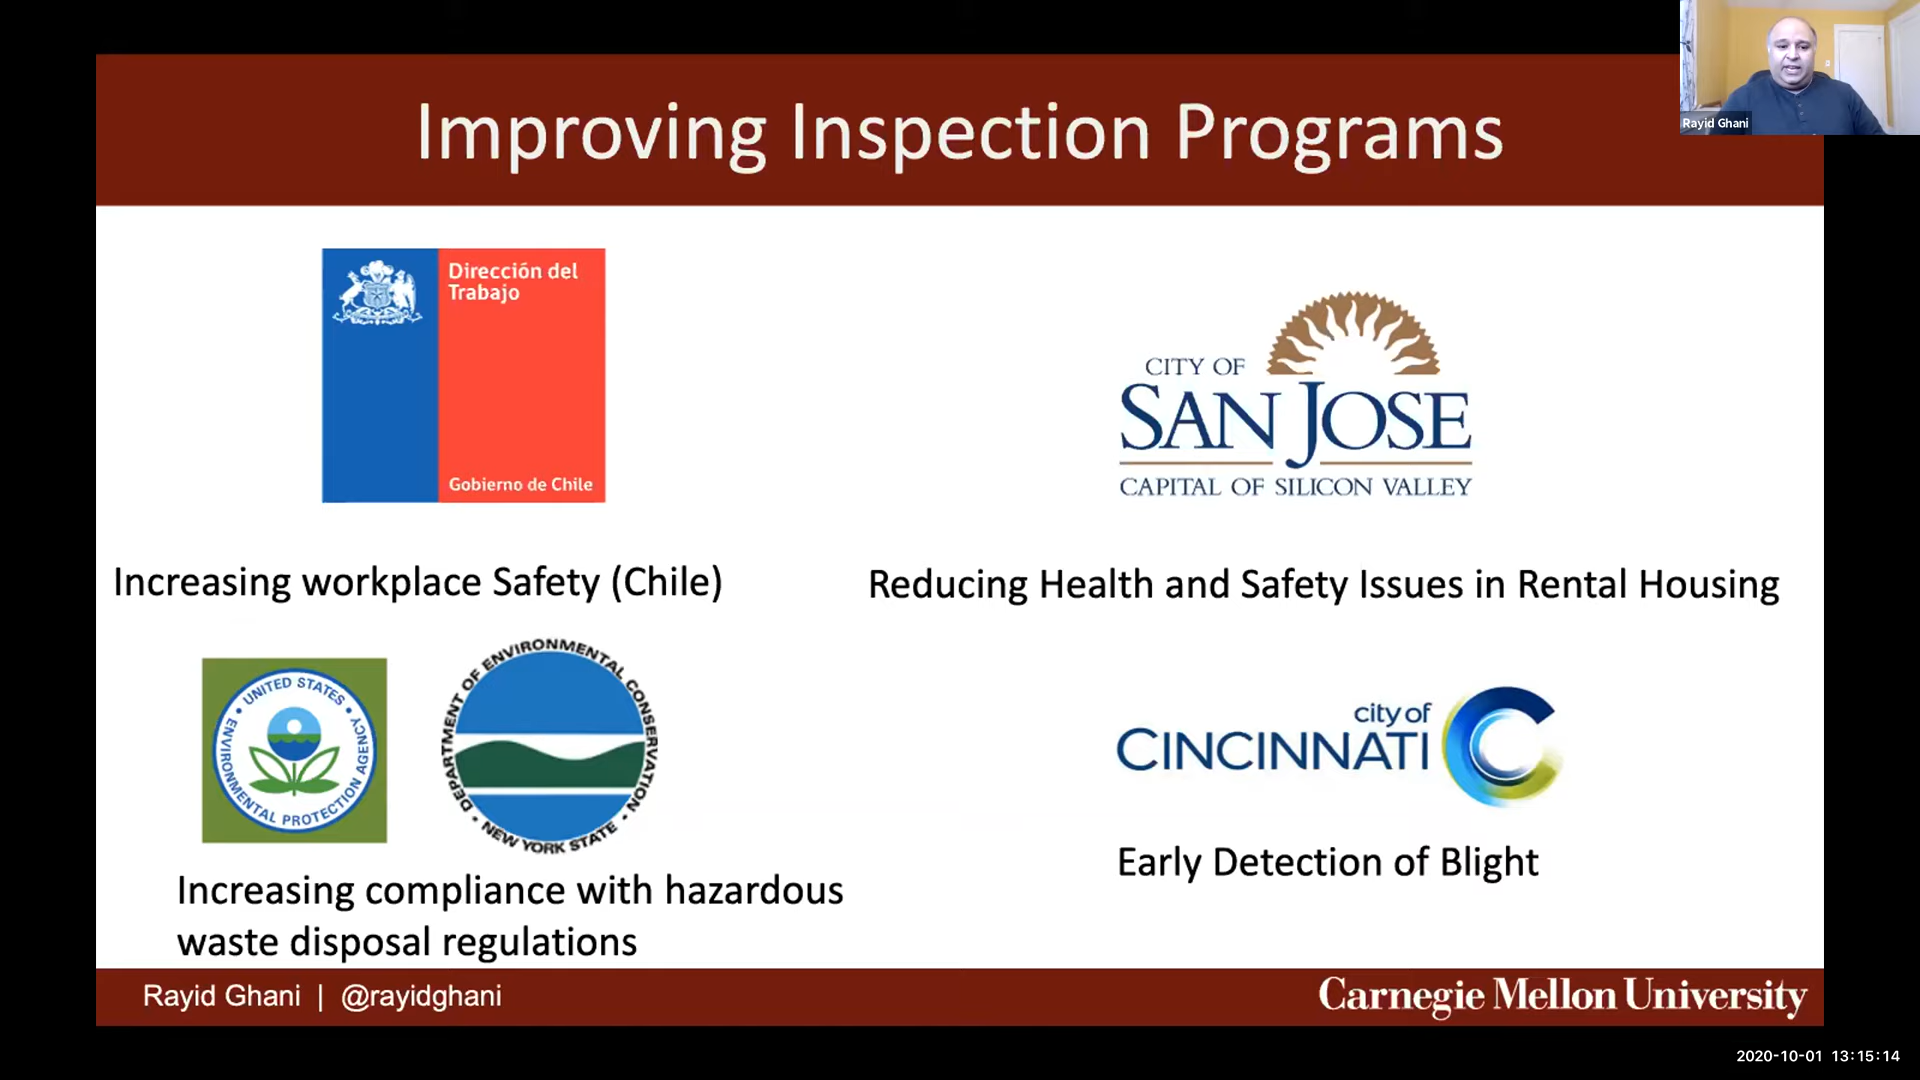 Improving Inspection Programs
Rayid Ghani
Dirección del
Trabajo
Gobierno de Chile
CITY OF
SAN JOSE
CAPITAL OF SILICON VALLEY
Increasing workplace Safety (Chile)
Reducing Health and Safety Issues in Rental Housing
UNITED STATES
ENVIRONMENTAL PROTECTION AGENCY
DEPARTMENT OF ENVIRONMENTAL CONSERVATION
NEW YORK STATE
city of
CINCINNATI
Increasing compliance with hazardous
waste disposal regulations
Early Detection of Blight
Rayid Ghani | @rayidghani
Carnegie Mellon University
2020-10-01 13:15:14